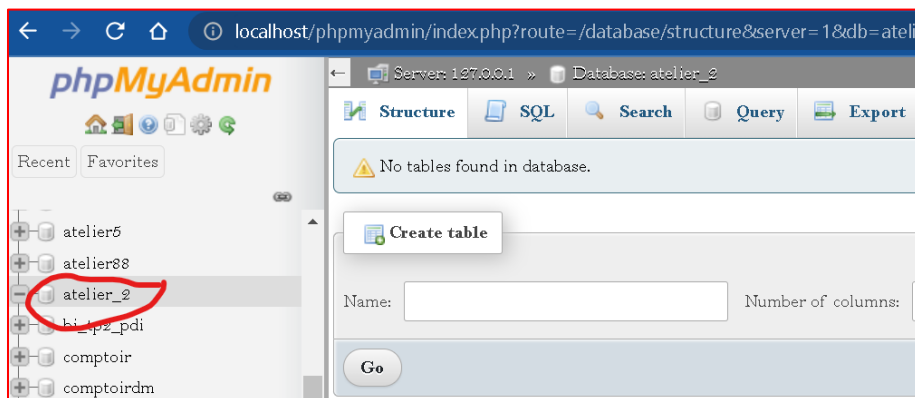 localhost/phpmyadmin/index.php?route=/database/structure&server=1&db=ateli
phpMyAdmin
Recent Favorites
Server: 127.0.0.1 » Database: atelier_2
Structure SQL Search Query Export
No tables found in database.
atelier5
atelier88
atelier_2
bi_tp2_pdi
comptoir
comptoirdm
Create table
Name: Number of columns:
Go